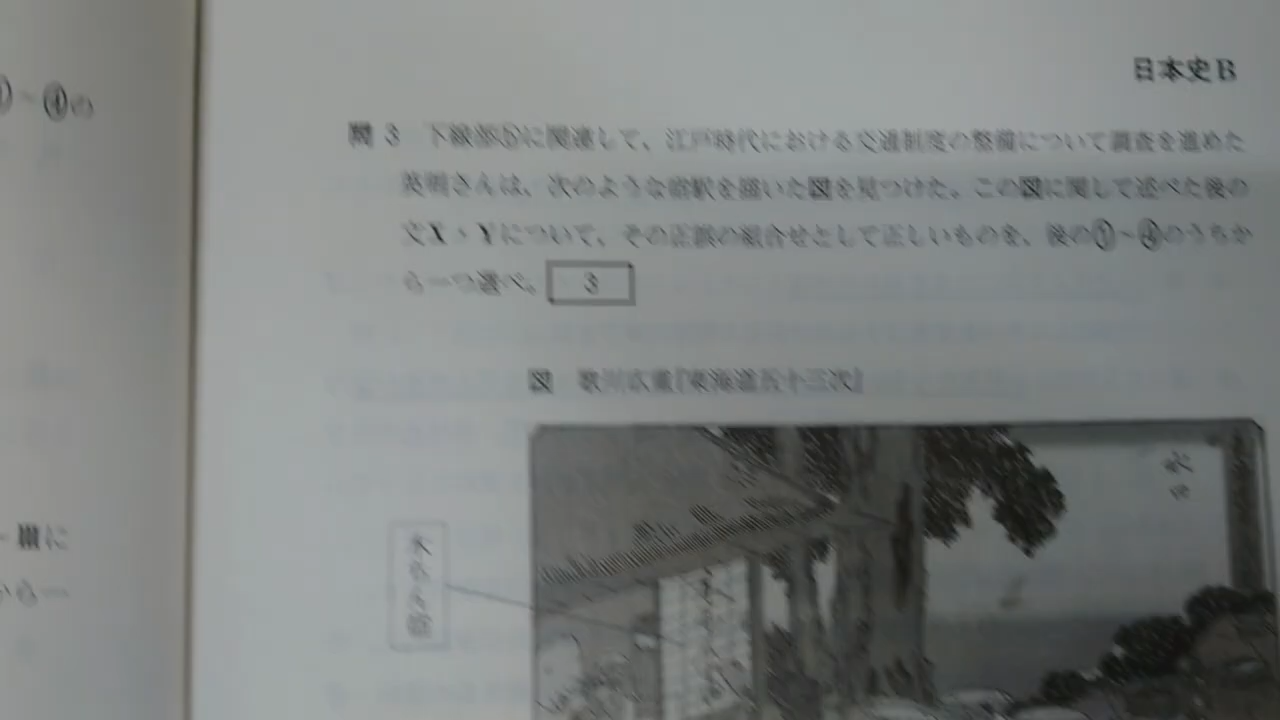 ①～④の
日本史B
問3 下線部ⓑに関連して、江戸時代における交通制度の整備について調査を進めた
英明さんは、次のような宿駅を描いた図を見つけた。この図に関して述べた後の
文X・Yについて、その正誤の組合せとして正しいものを、後の①～④のうちか
ら一つ選べ。 3
図 歌川広重『東海道五十三次』
から一